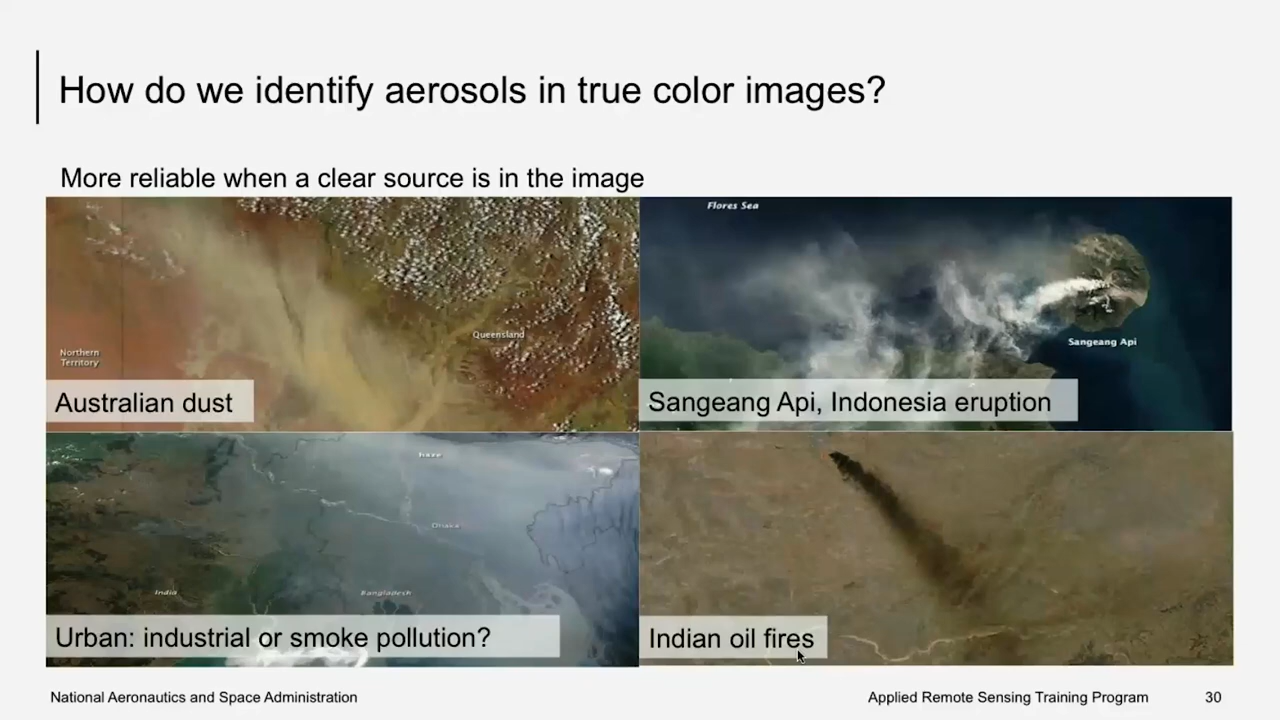 How do we identify aerosols in true color images?
More reliable when a clear source is in the image
Northern
Territory
Queensland
Australian dust
Flores Sea
Sangeang Api
Sangeang Api, Indonesia eruption
haze
Dhaka
India
Bangladesh
Urban: industrial or smoke pollution?
Indian oil fires
National Aeronautics and Space Administration
Applied Remote Sensing Training Program
30